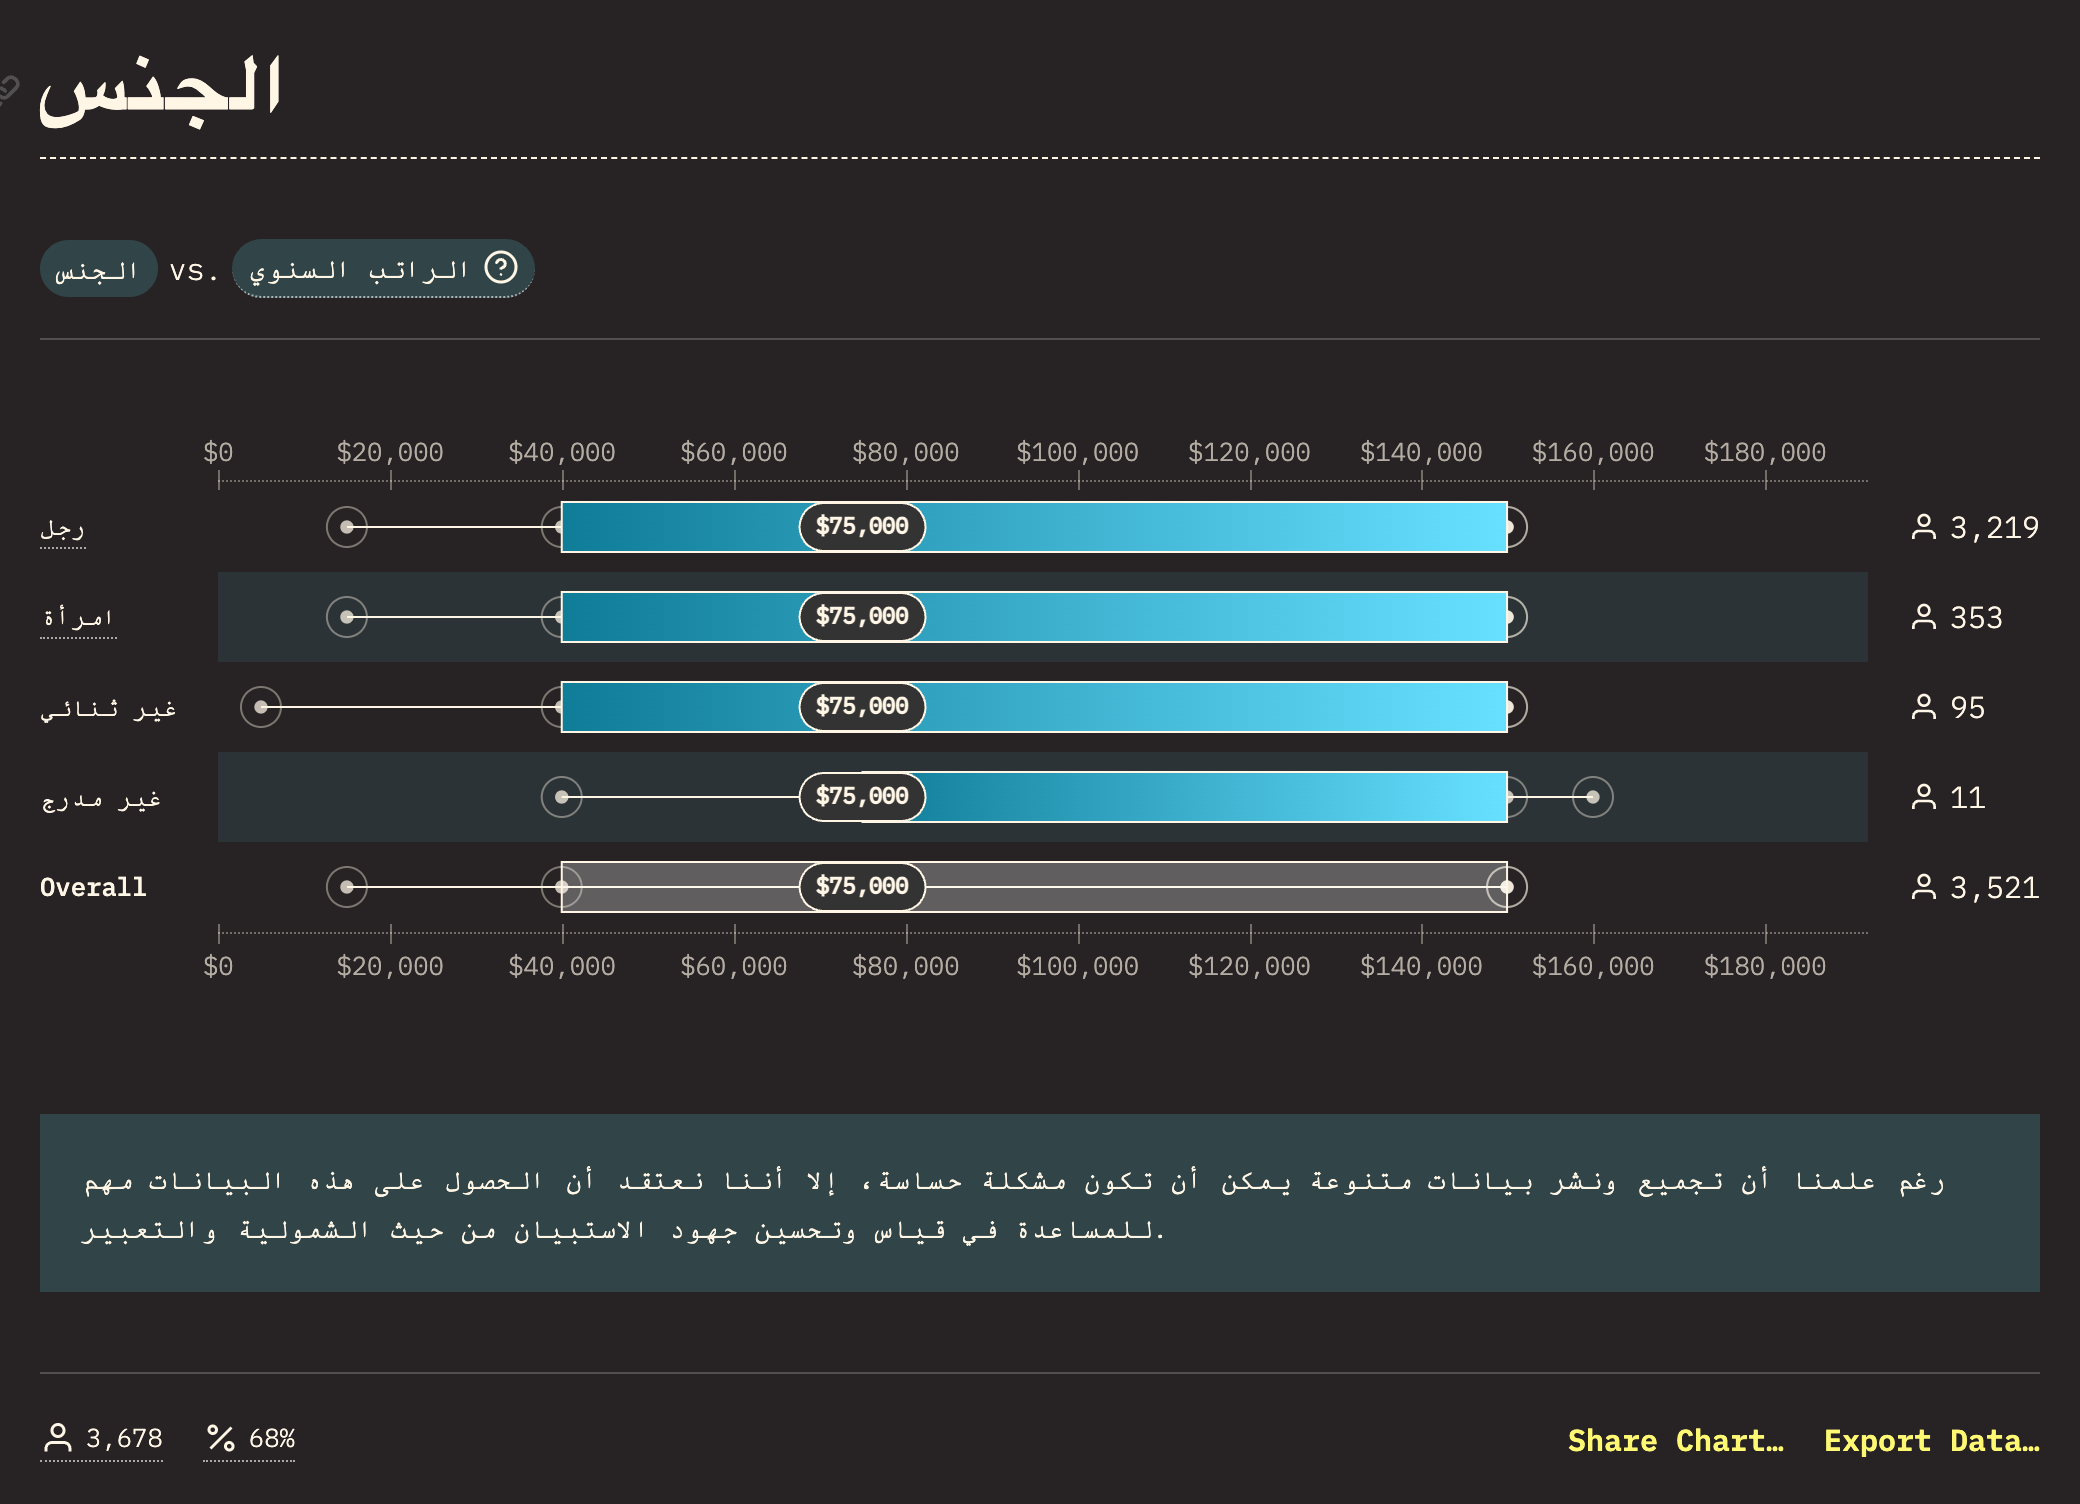 الجنس
الجنس vs. الراتب السنوي
$0 $20,000 $40,000 $60,000 $80,000 $100,000 $120,000 $140,000 $160,000 $180,000
رجل $75,000 3,219
امرأة $75,000 353
غير ثنائي $75,000 95
غير مدرج $75,000 11
Overall $75,000 3,521
$0 $20,000 $40,000 $60,000 $80,000 $100,000 $120,000 $140,000 $160,000 $180,000
رغم علمنا أن تجميع ونشر بيانات متنوعة يمكن أن تكون مشكلة حساسة، إلا أننا نعتقد أن الحصول على هذه البيانات مهم
للمساعدة في قياس وتحسين جهود الاستبيان من حيث الشمولية والتعبير.
3,678 68% Share Chart… Export Data…